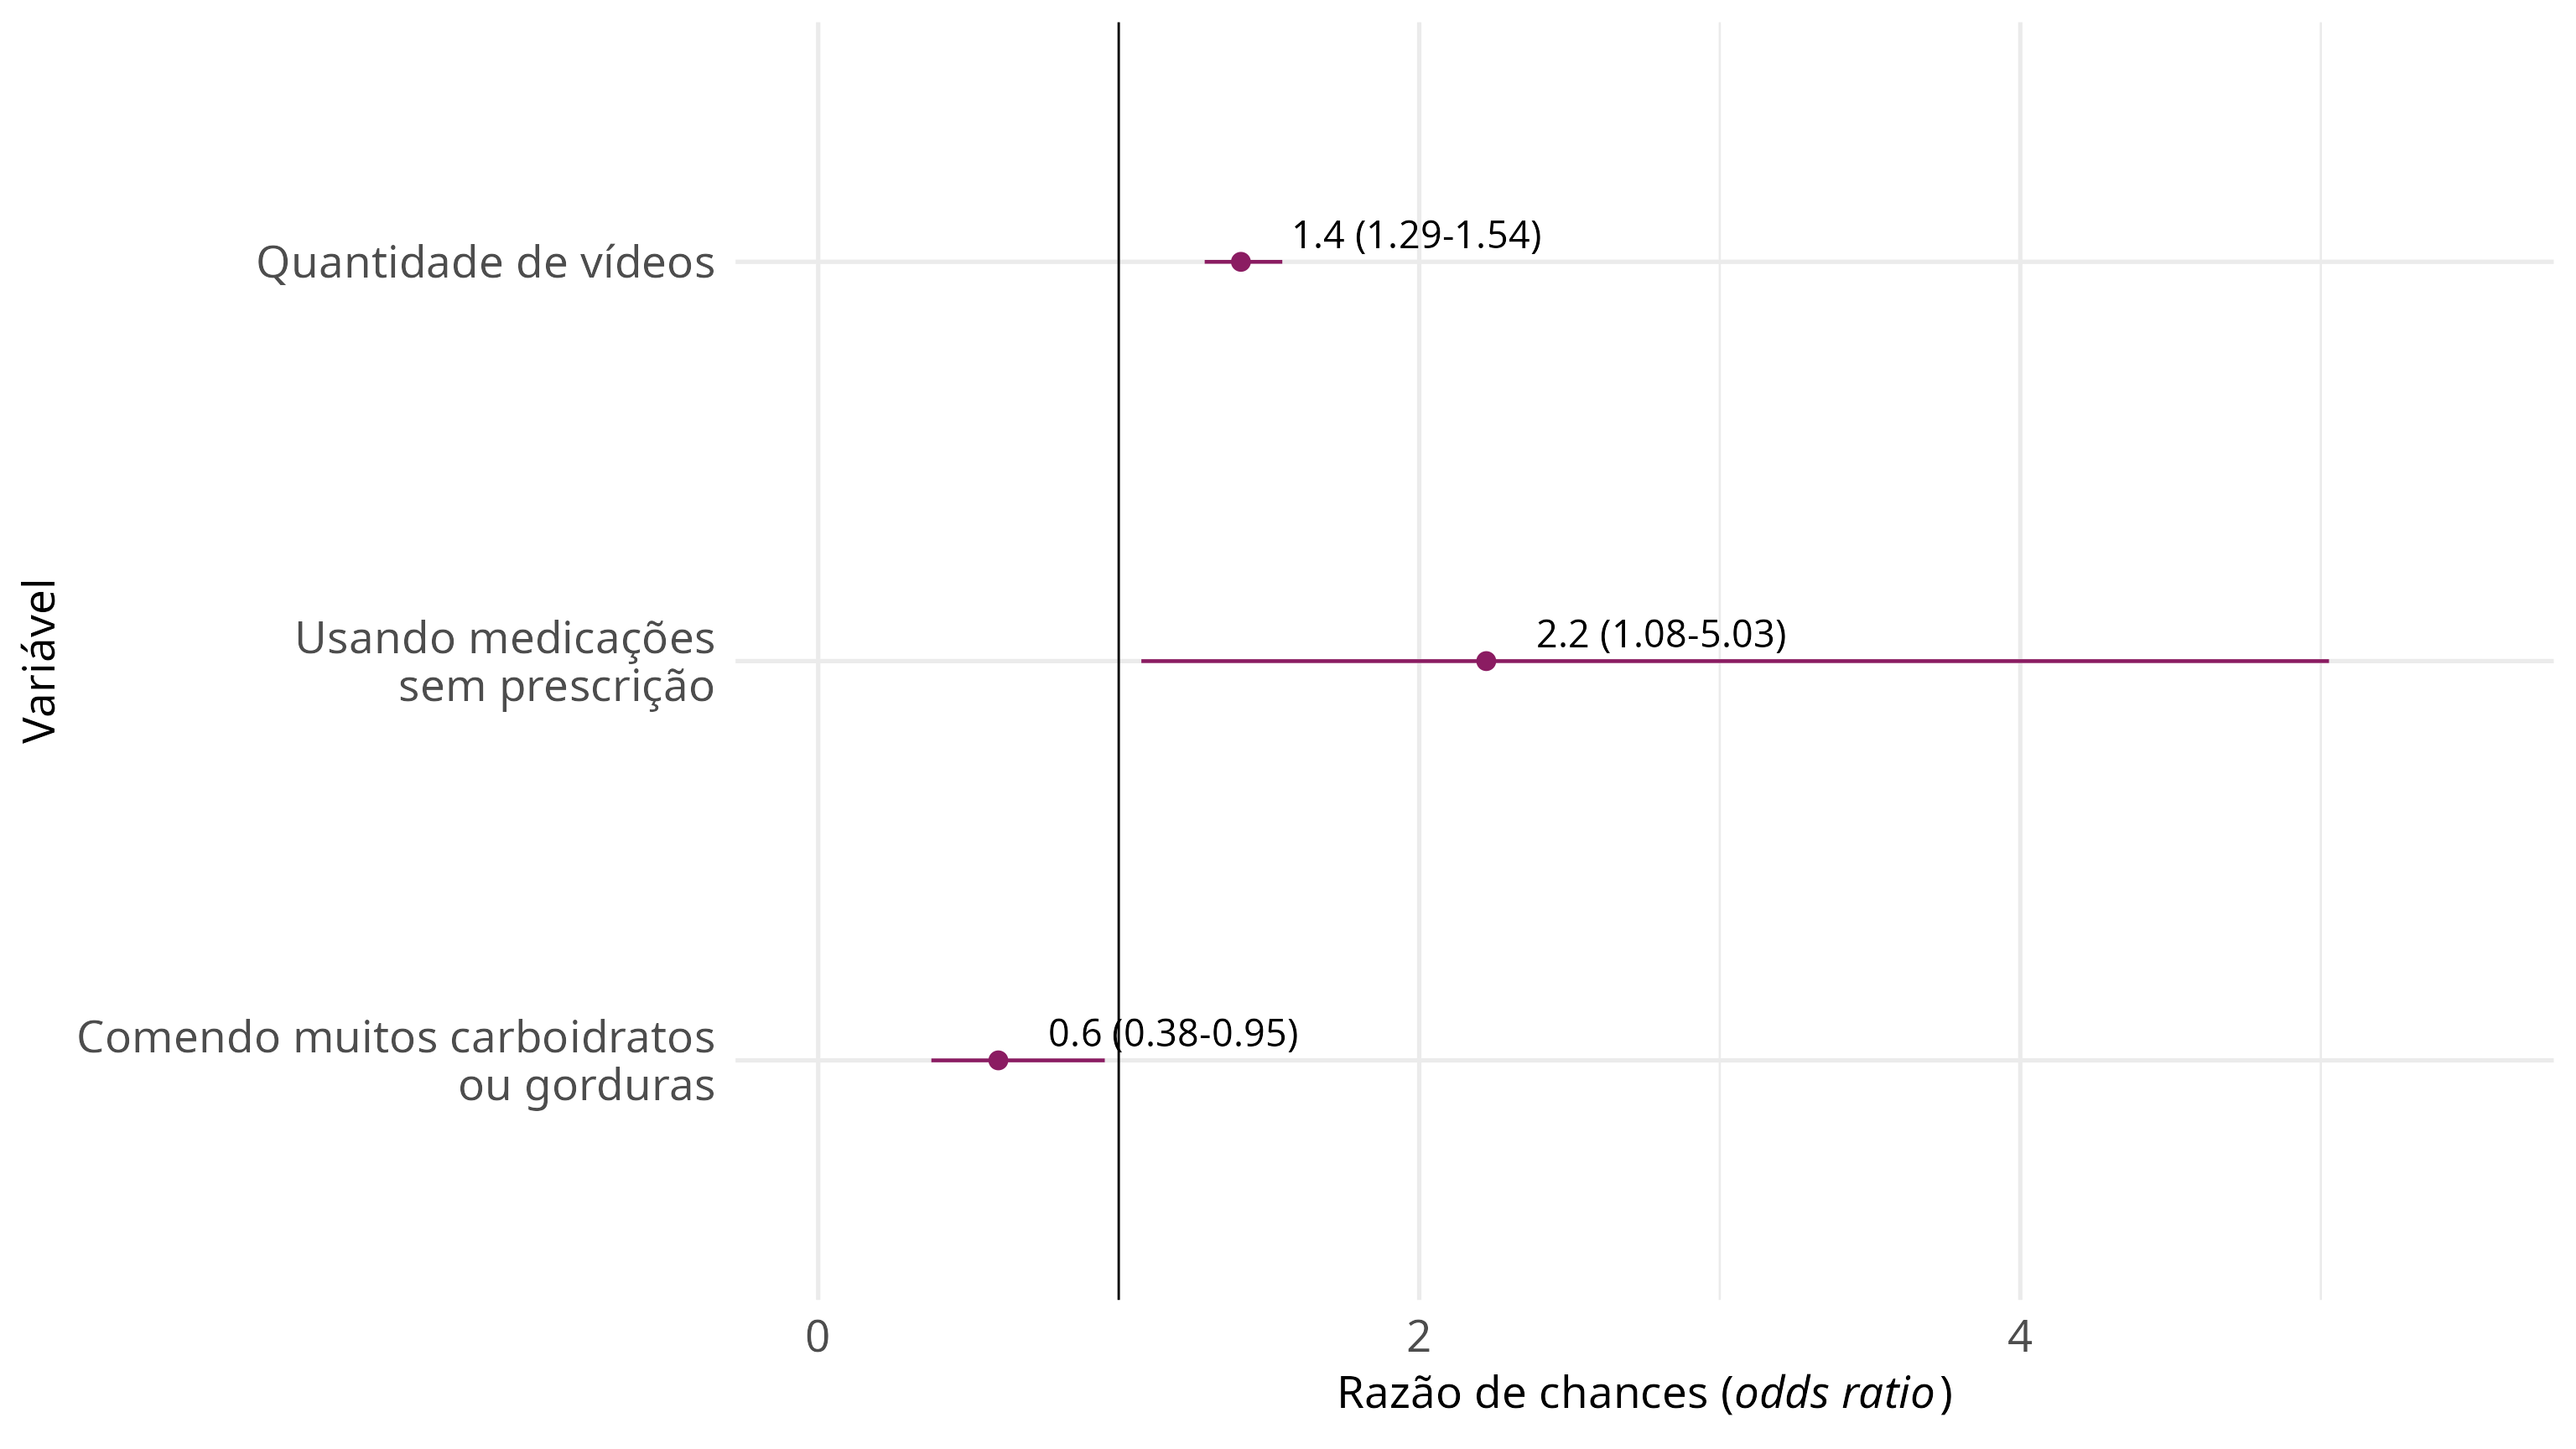 Variável
Quantidade de vídeos
1.4 (1.29-1.54)
Usando medicações
sem prescrição
2.2 (1.08-5.03)
Comendo muitos carboidratos
ou gorduras
0.6 (0.38-0.95)
0 2 4
Razão de chances (odds ratio)